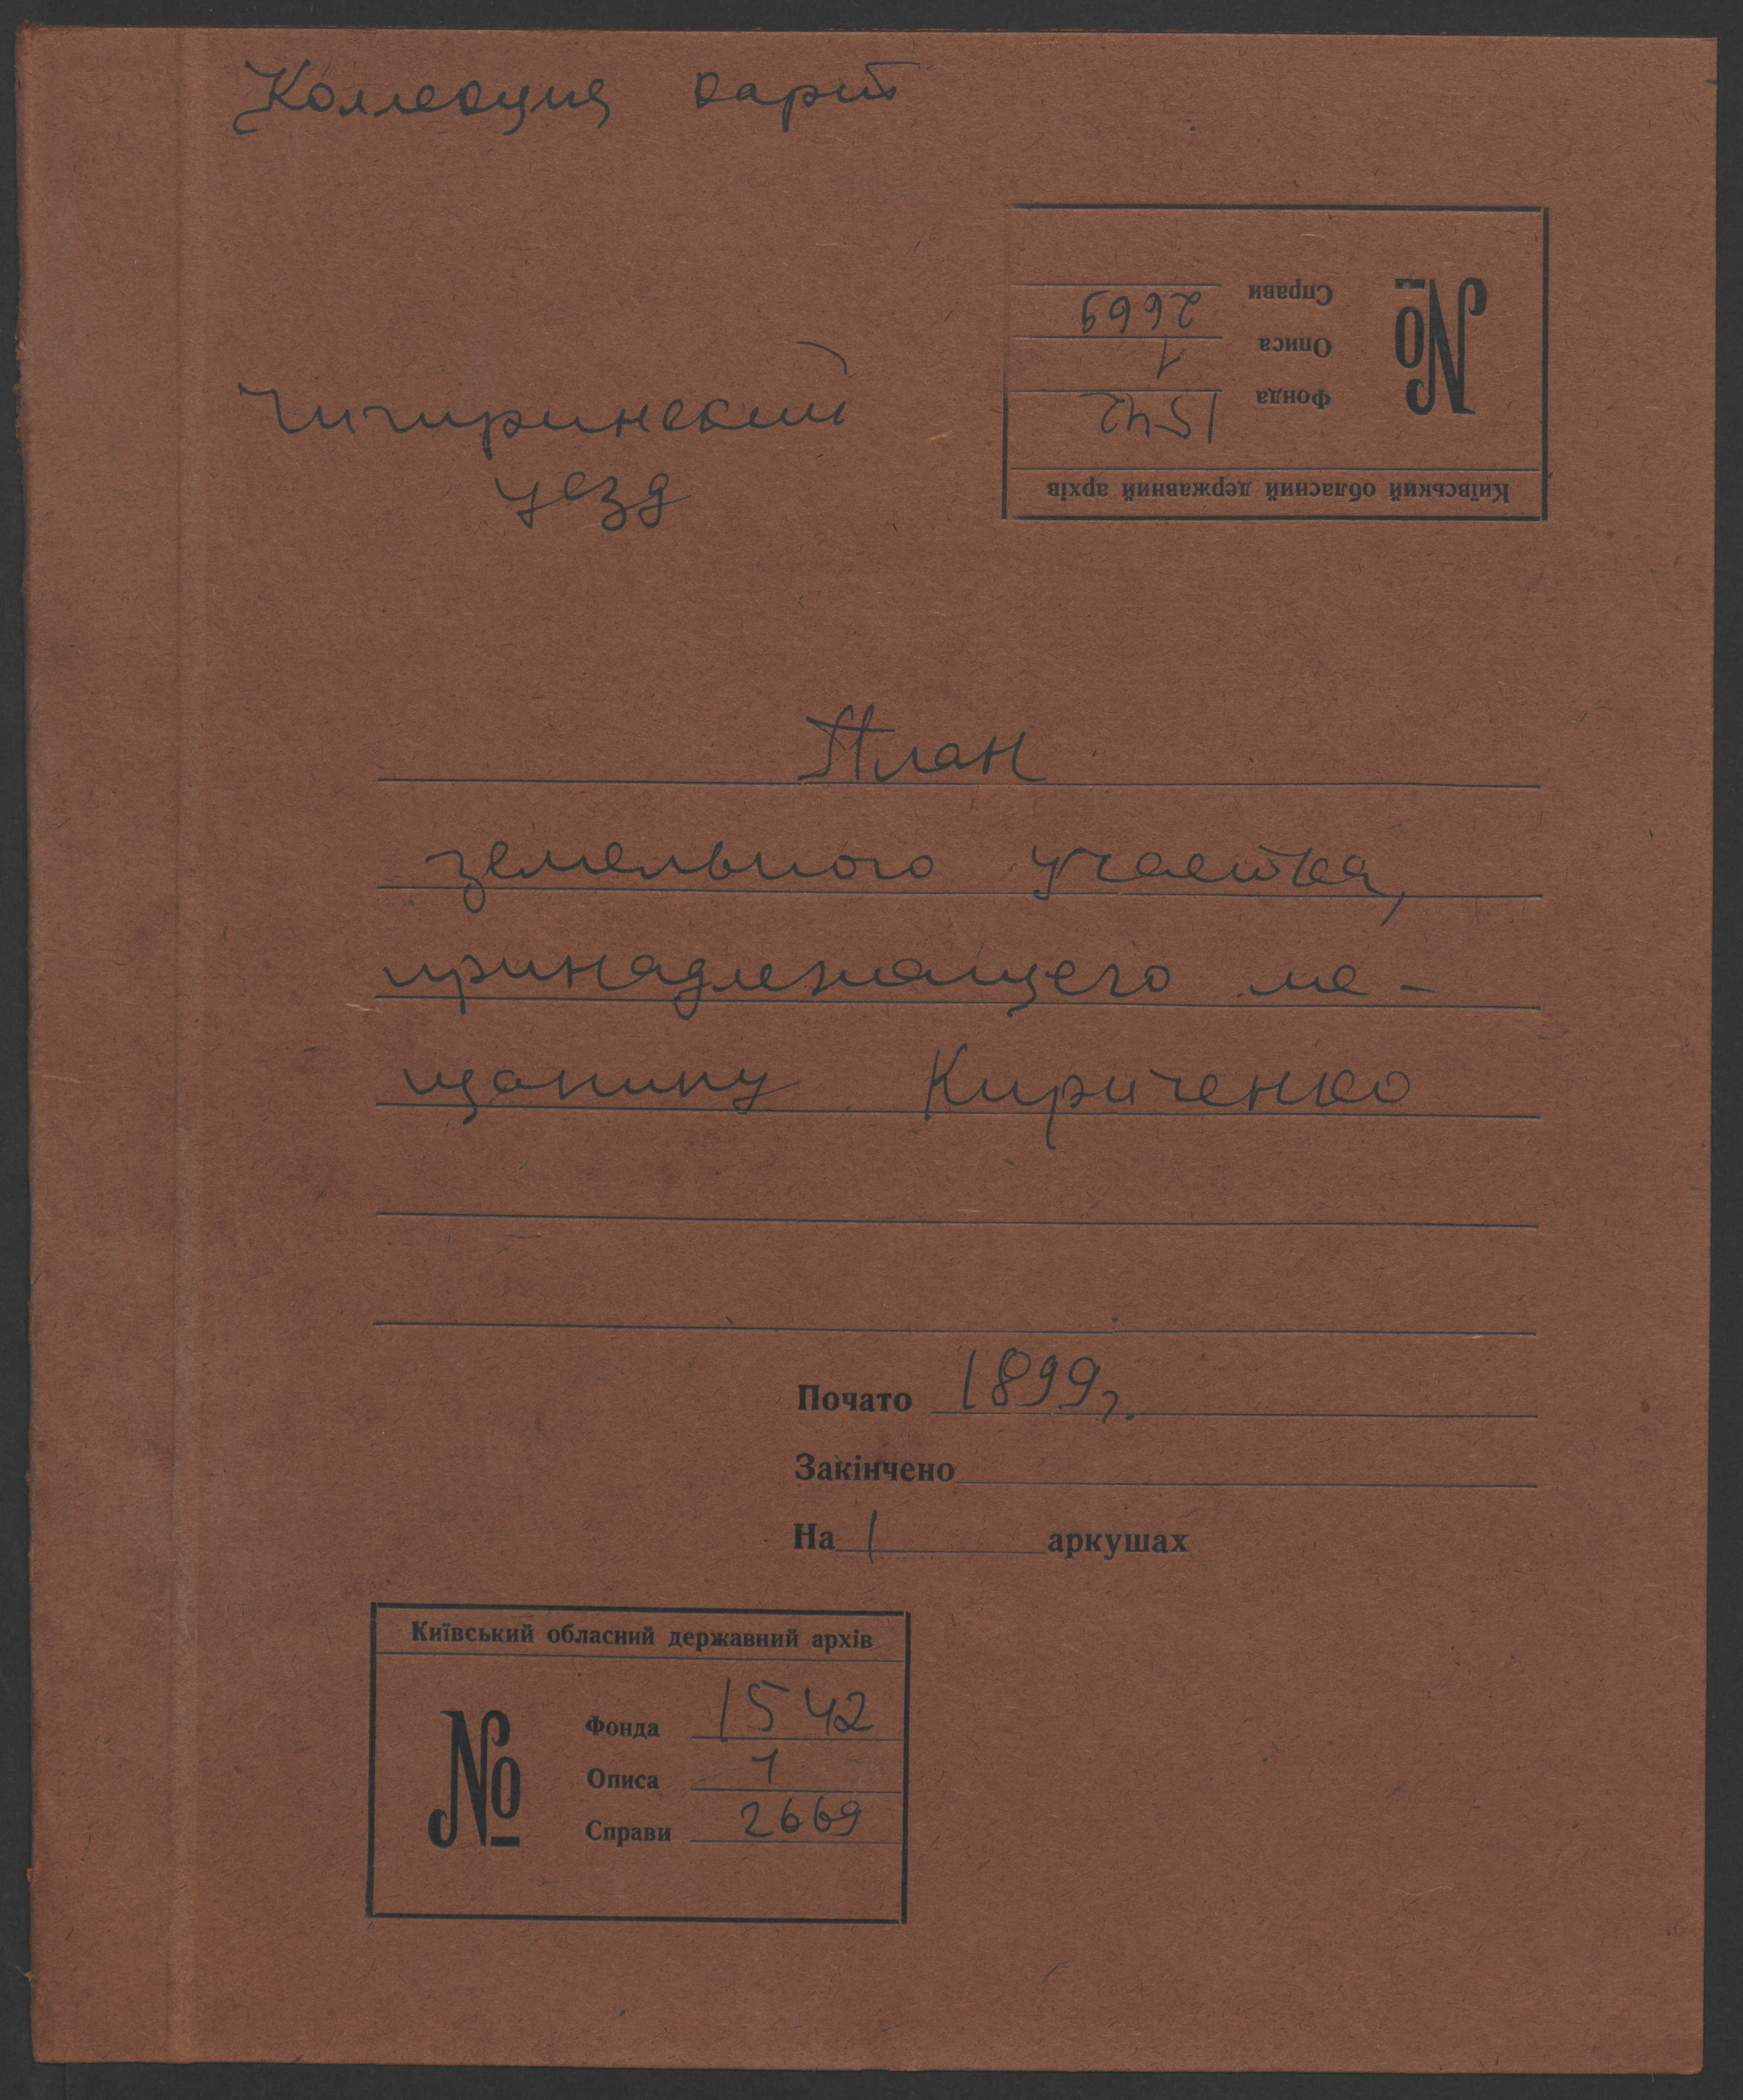 Коллекция карт
Київський обласний державний архів
№
Фонда 1542
Описа 1
Справи 2669
Чигиринский
уезд
План
земельного участка,
принадлежащего ме-
щанину Кириченко
Почато 1899 г.
Закінчено
На 1 аркушах
Київський обласний державний архів
№
Фонда 1542
Описа 1
Справи 2669